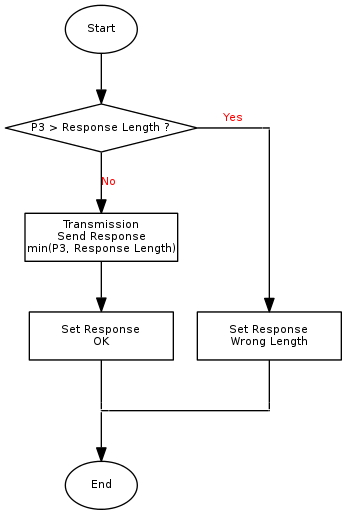 Start
P3 > Response Length ?
Yes
No
Transmission
Send Response
min(P3, Response Length)
Set Response
OK
Set Response
Wrong Length
End